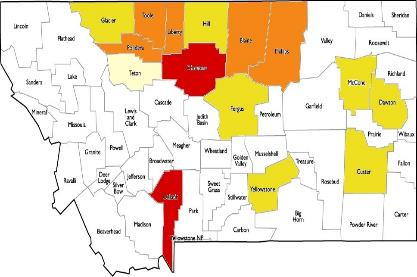 Lincoln
Flathead
Glacier
Toole
Liberty
Hill
Blaine
Phillips
Valley
Daniels
Sheridan
Roosevelt
Pondera
Teton
Chouteau
Richland
McCone
Dawson
Sanders
Lake
Mineral
Missoula
Lewis
and
Clark
Cascade
Judith
Basin
Fergus
Petroleum
Garfield
Prairie
Wibaux
Powell
Granite
Ravalli
Deer
Lodge
Silver
Bow
Jefferson
Broadwater
Meagher
Wheatland
Golden
Valley
Musselshell
Treasure
Rosebud
Custer
Fallon
Beaverhead
Madison
Gallatin
Park
Sweet
Grass
Stillwater
Yellowstone
Big
Horn
Carbon
Powder River
Carter
Yellowstone NP